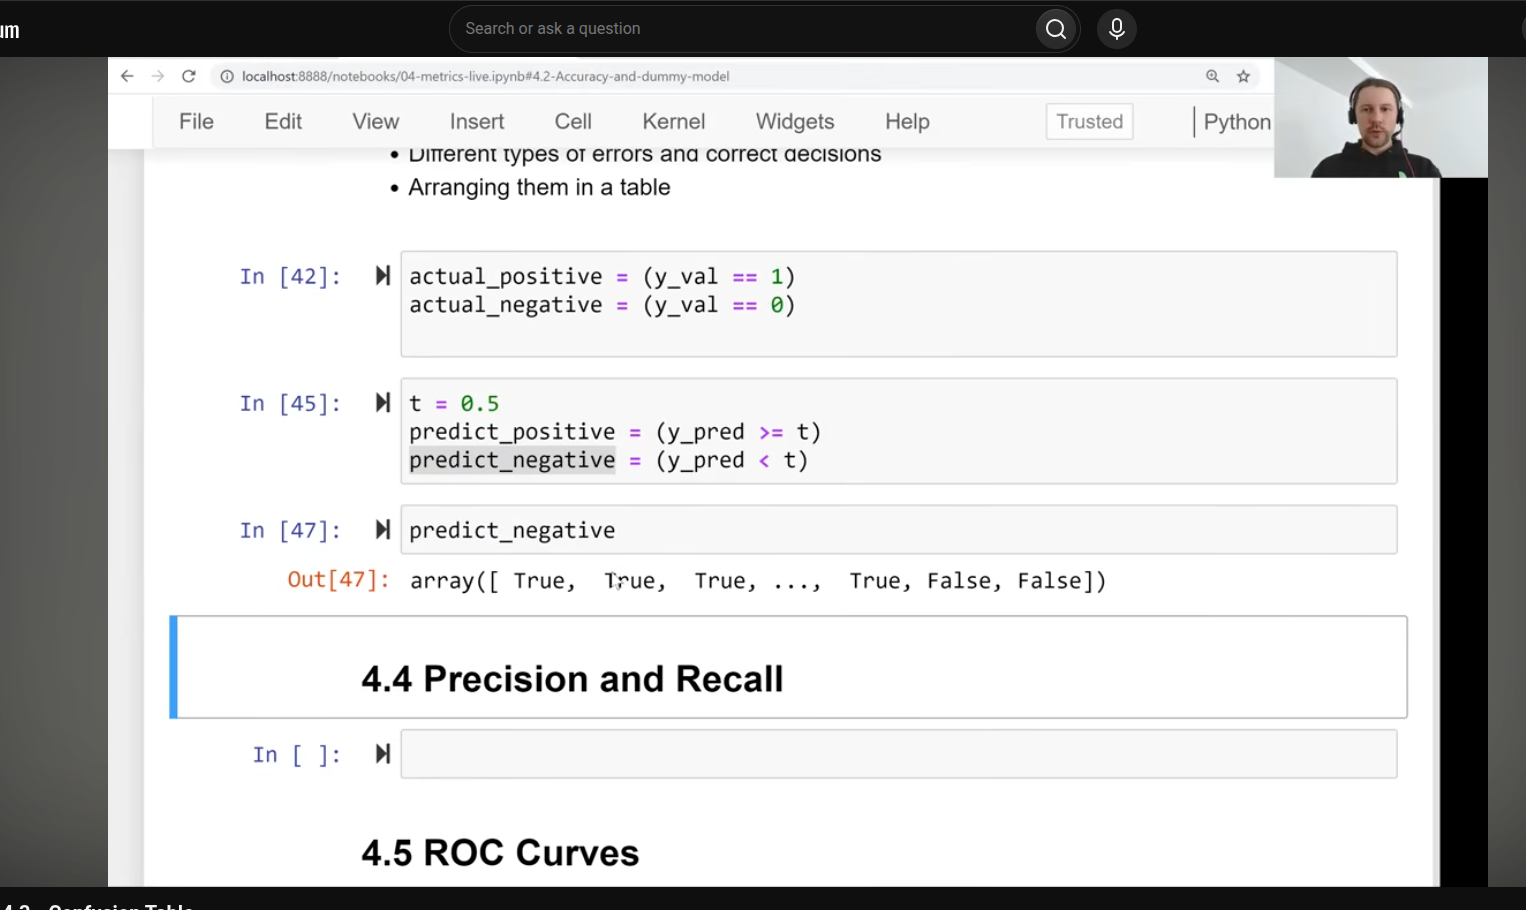 um
Search or ask a question
localhost:8888/notebooks/04-metrics-live.ipynb#4.2-Accuracy-and-dummy-model
File Edit View Insert Cell Kernel Widgets Help Trusted Python
• Different types of errors and correct decisions
• Arranging them in a table
In [42]: actual_positive = (y_val == 1)
actual_negative = (y_val == 0)
In [45]: t = 0.5
predict_positive = (y_pred >= t)
predict_negative = (y_pred < t)
In [47]: predict_negative
Out[47]: array([ True,  True,  True, ...,  True, False, False])
4.4 Precision and Recall
In [ ]:
4.5 ROC Curves